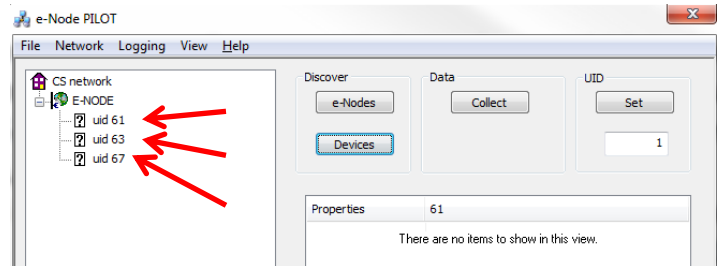 e-Node PILOT
File Network Logging View Help
CS network
E-NODE
uid 61
uid 63
uid 67
Discover
e-Nodes
Devices
Data
Collect
UID
Set
1
Properties 61
There are no items to show in this view.